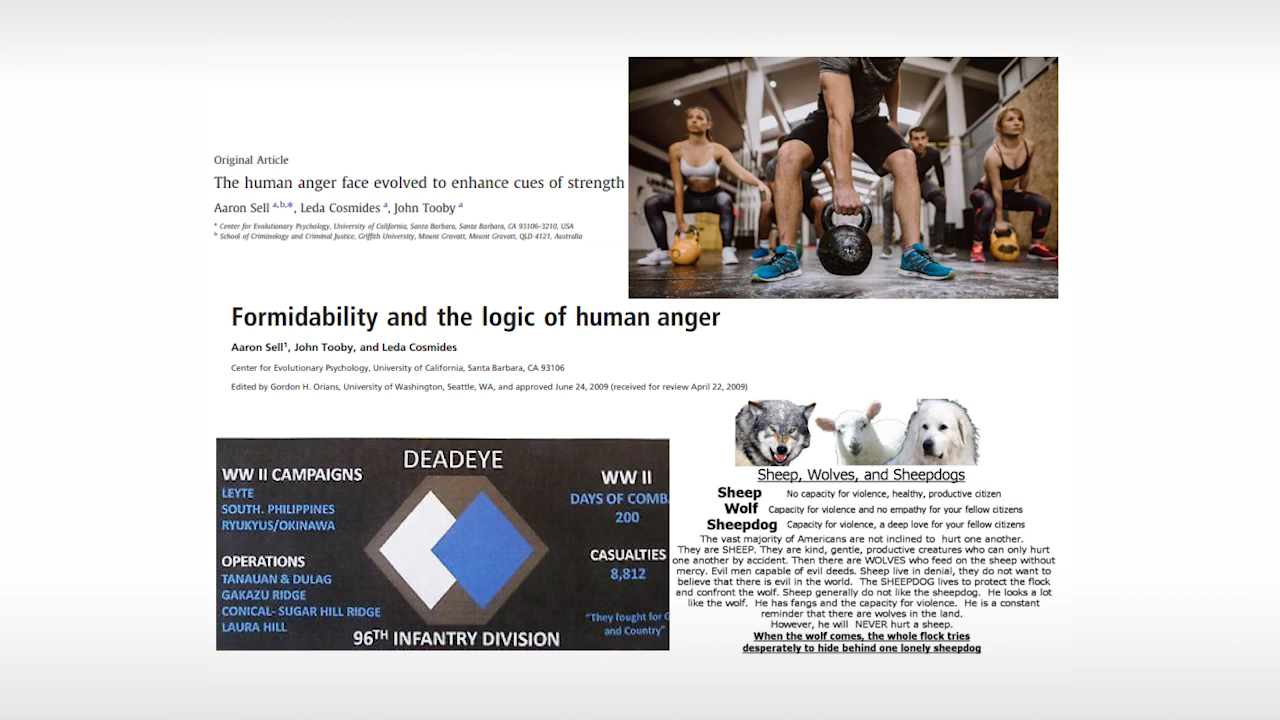 Original Article
The human anger face evolved to enhance cues of strength
Aaron Sell a,b,*, Leda Cosmides a, John Tooby a
a Center for Evolutionary Psychology, University of California, Santa Barbara, Santa Barbara, CA 93106-3210, USA
b School of Criminology and Criminal Justice, Griffith University, Mount Gravatt, Mount Gravatt, QLD 4121, Australia
Formidability and the logic of human anger
Aaron Sell1, John Tooby, and Leda Cosmides
Center for Evolutionary Psychology, University of California, Santa Barbara, CA 93106
Edited by Gordon H. Orians, University of Washington, Seattle, WA, and approved June 24, 2009 (received for review April 22, 2009)
DEADEYE
WW II CAMPAIGNS
LEYTE
SOUTH. PHILIPPINES
RYUKYUS/OKINAWA
OPERATIONS
TANAUAN & DULAG
GAKAZU RIDGE
CONICAL- SUGAR HILL RIDGE
LAURA HILL
WW II
DAYS OF COMB
200
CASUALTIES
8,812
"They fought for G
and Country"
96TH INFANTRY DIVISION
Sheep, Wolves, and Sheepdogs
Sheep No capacity for violence, healthy, productive citizen
Wolf Capacity for violence and no empathy for your fellow citizens
Sheepdog Capacity for violence, a deep love for your fellow citizens
The vast majority of Americans are not inclined to hurt one another.
They are SHEEP. They are kind, gentle, productive creatures who can only hurt
one another by accident. Then there are WOLVES who feed on the sheep without
mercy. Evil men capable of evil deeds. Sheep live in denial, they do not want to
believe that there is evil in the world. The SHEEPDOG lives to protect the flock
and confront the wolf. Sheep generally do not like the sheepdog. He looks a lot
like the wolf. He has fangs and the capacity for violence. He is a constant
reminder that there are wolves in the land.
However, he will NEVER hurt a sheep.
When the wolf comes, the whole flock tries
desperately to hide behind one lonely sheepdog